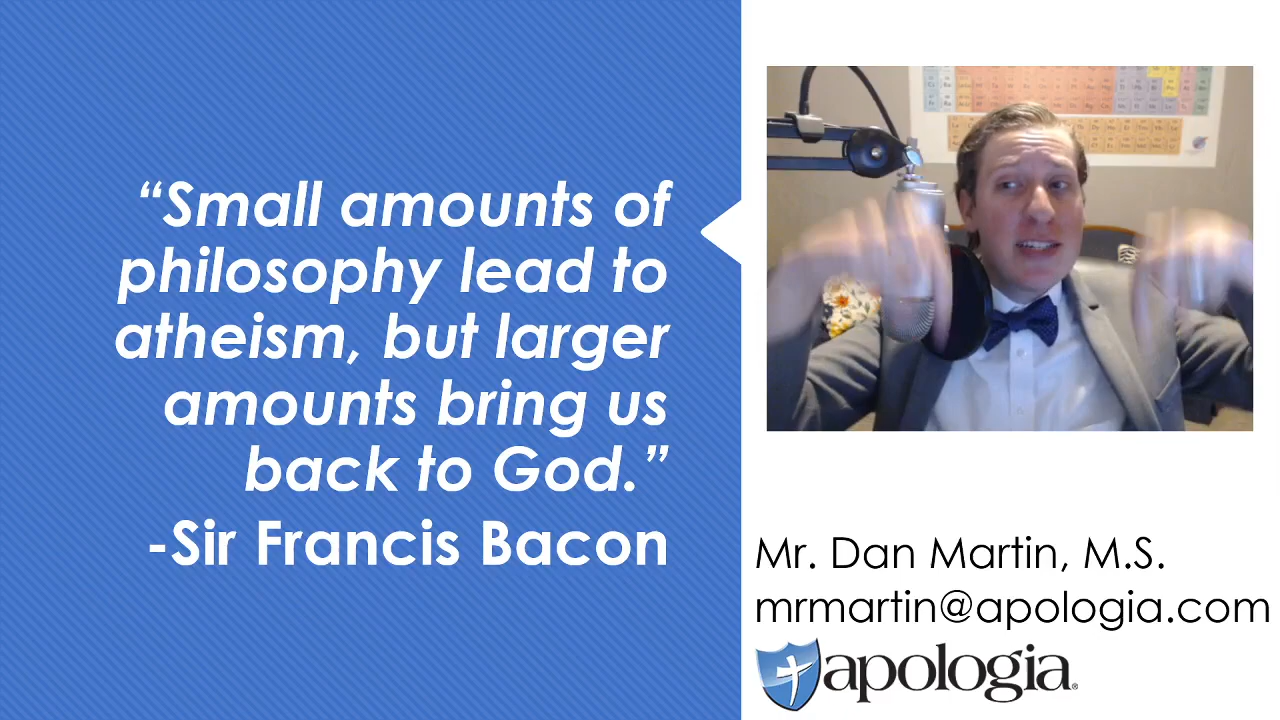 “Small amounts of
philosophy lead to
atheism, but larger
amounts bring us
back to God.”
-Sir Francis Bacon
Mr. Dan Martin, M.S.
mrmartin@apologia.com
apologia®